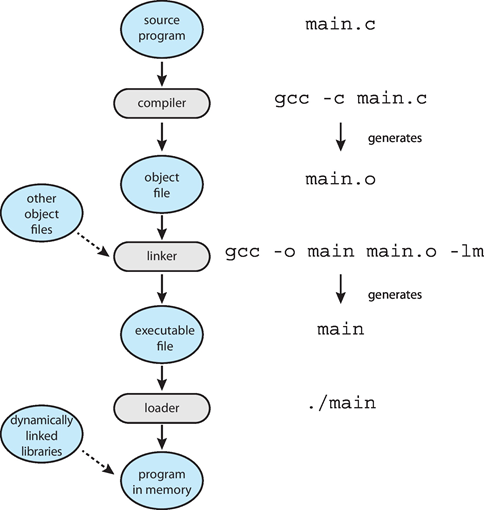 source
program
main.c
compiler
gcc -c main.c
generates
object
file
main.o
other
object
files
linker
gcc -o main main.o -lm
generates
executable
file
main
loader
./main
dynamically
linked
libraries
program
in memory